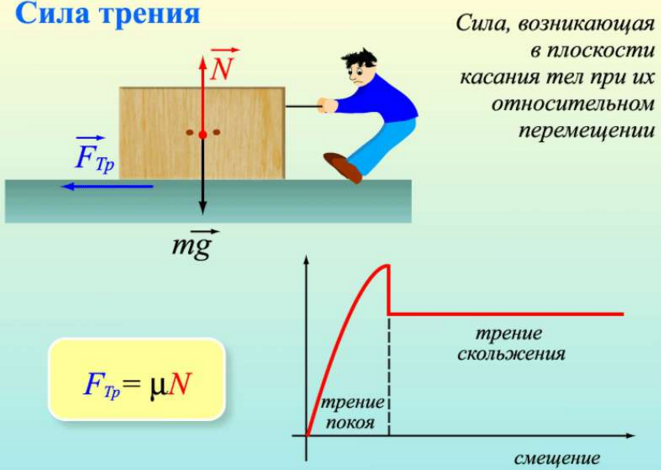 Сила трения
Сила, возникающая
в плоскости
касания тел при их
относительном
перемещении
N
Fтр
mg
Fтр = μN
трение
скольжения
трение
покоя
смещение